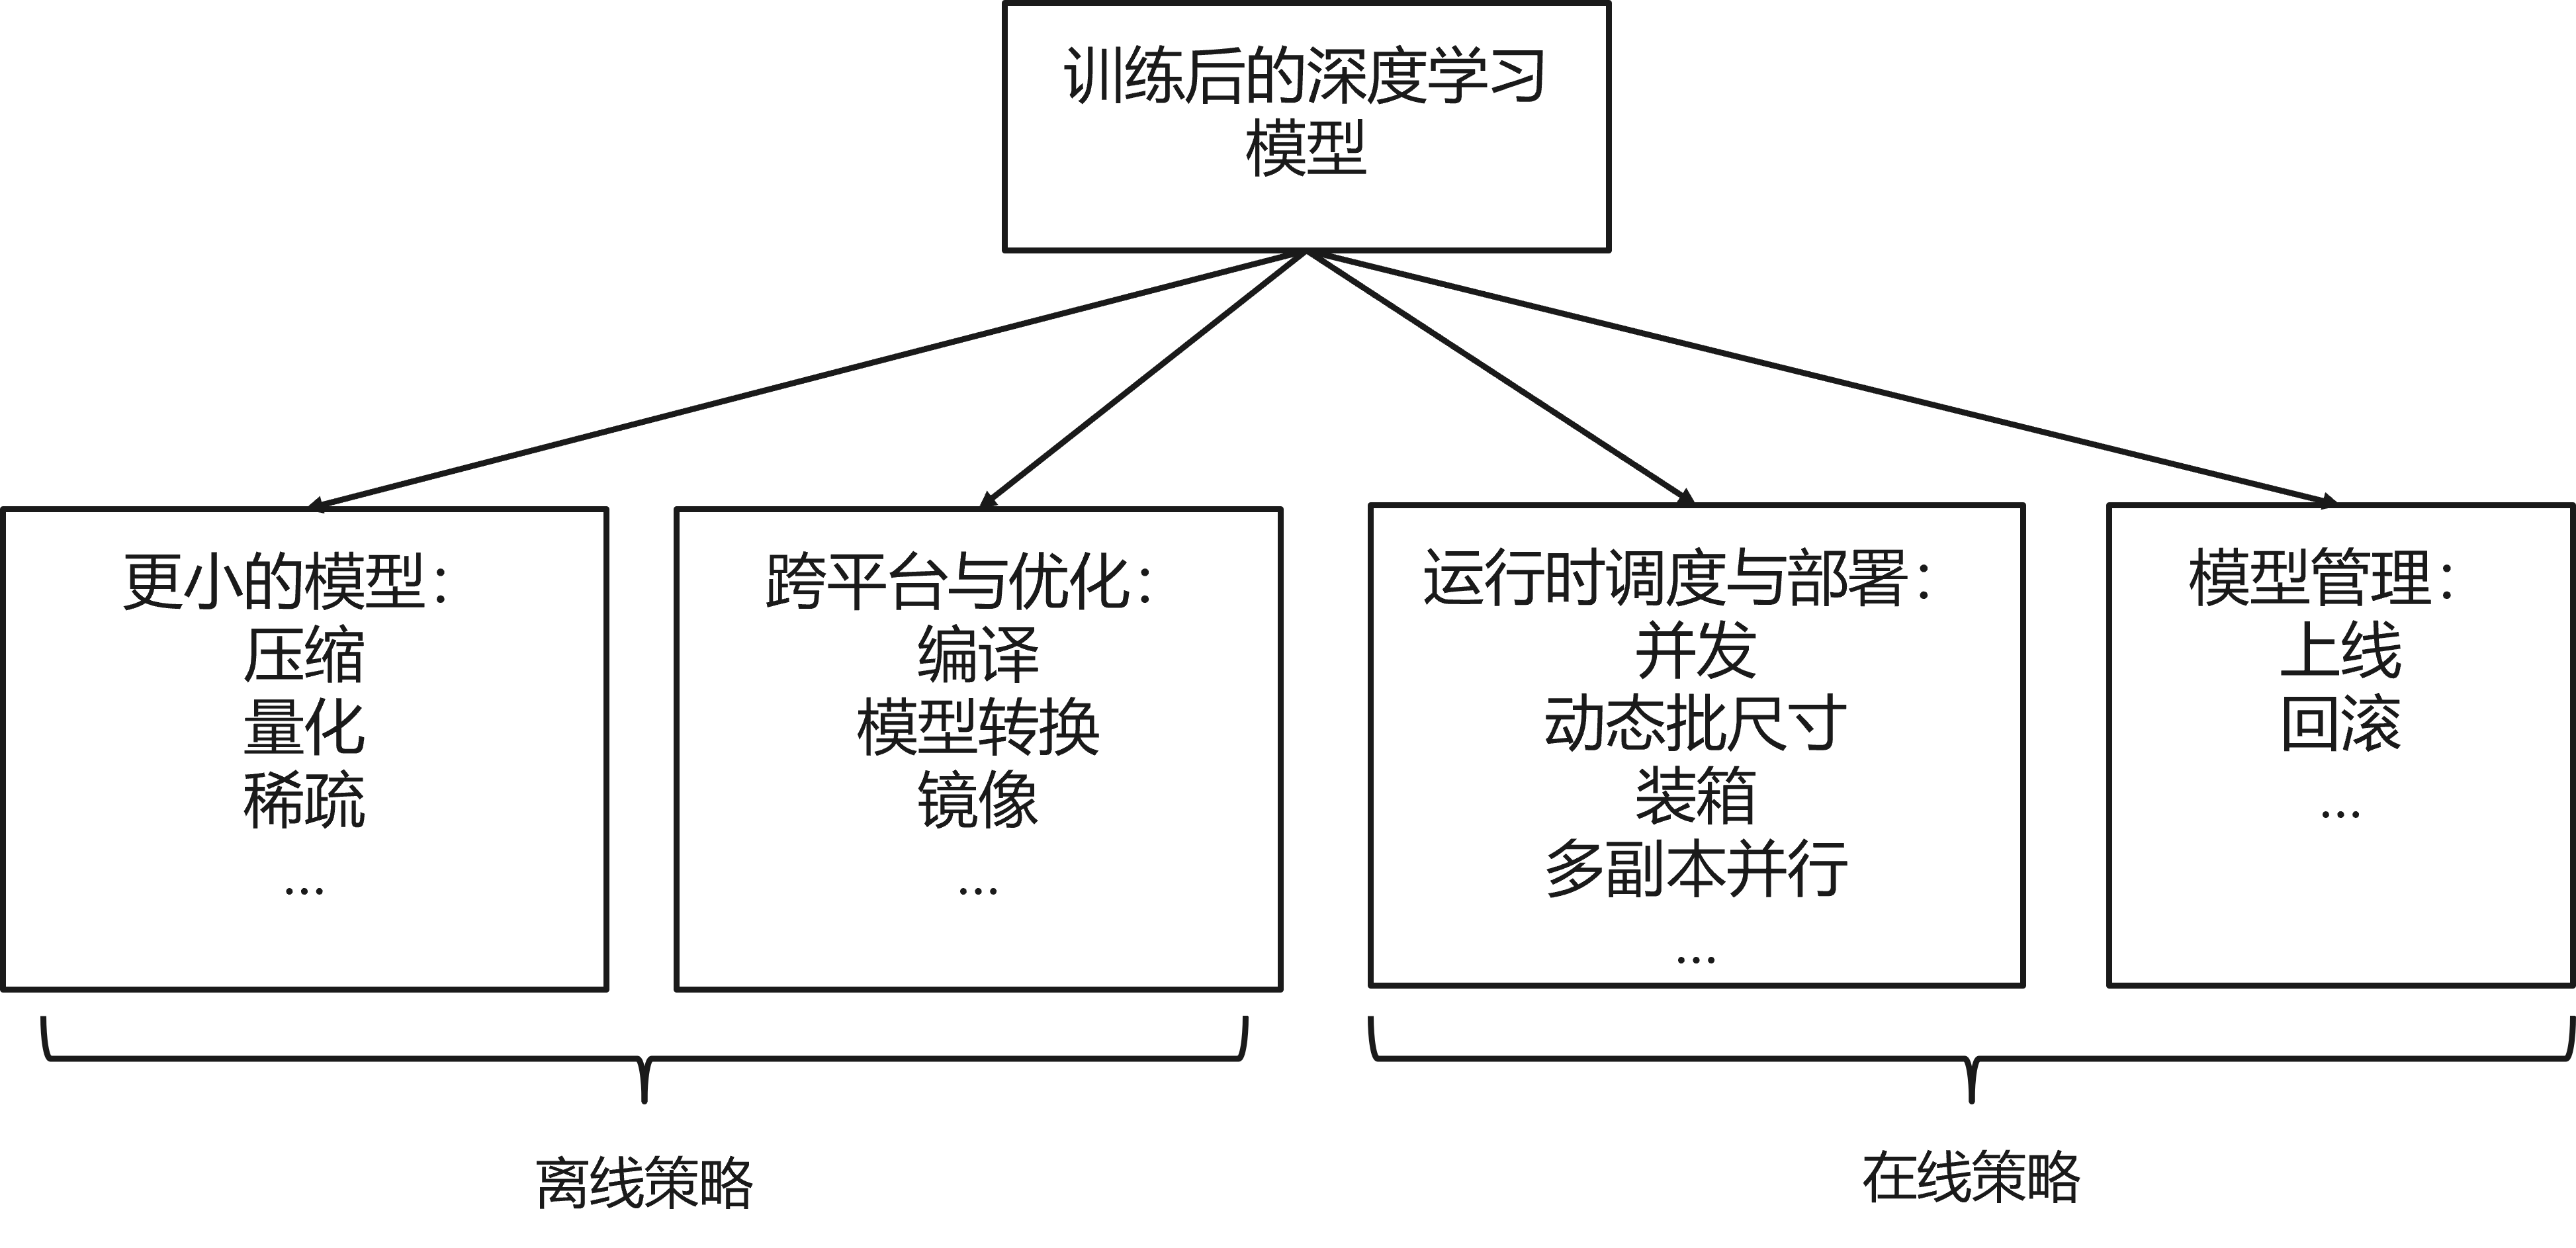 训练后的深度学习
模型
更小的模型：
压缩
量化
稀疏
...
跨平台与优化：
编译
模型转换
镜像
...
运行时调度与部署：
并发
动态批尺寸
装箱
多副本并行
...
模型管理：
上线
回滚
...
离线策略
在线策略